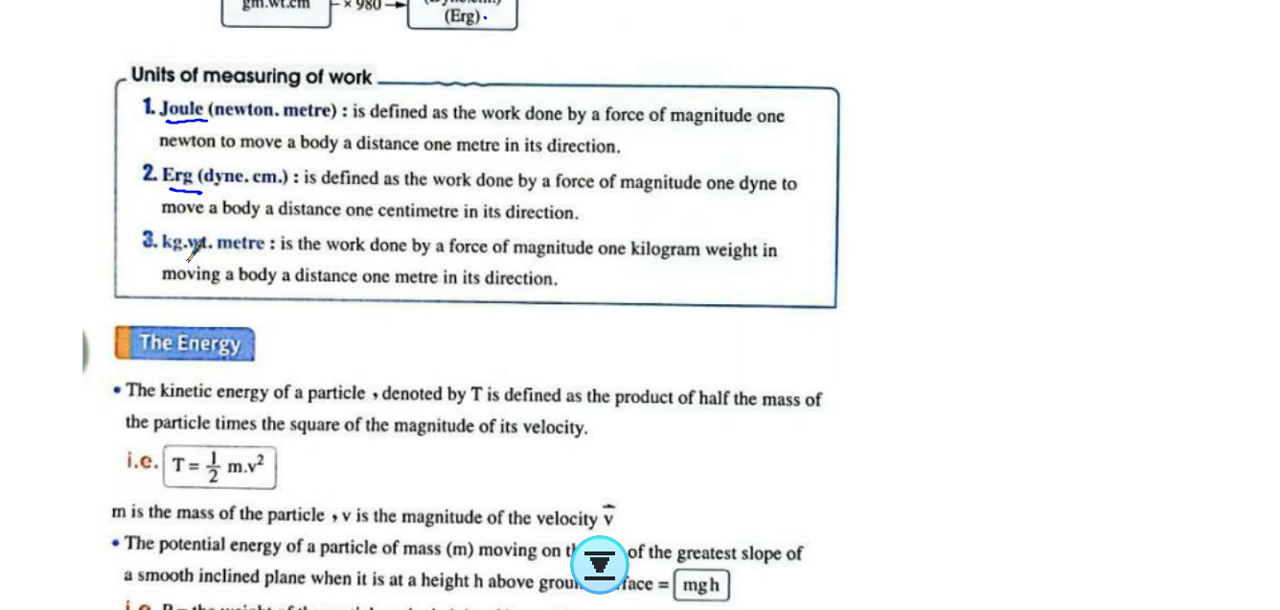 gm.wt.cm × 980
(Erg)
Units of measuring of work
1. Joule (newton. metre) : is defined as the work done by a force of magnitude one
newton to move a body a distance one metre in its direction.
2. Erg (dyne. cm.) : is defined as the work done by a force of magnitude one dyne to
move a body a distance one centimetre in its direction.
3. kg.wt. metre : is the work done by a force of magnitude one kilogram weight in
moving a body a distance one metre in its direction.
The Energy
• The kinetic energy of a particle , denoted by T is defined as the product of half the mass of
the particle times the square of the magnitude of its velocity.
i.e. T = 1/2 m.v²
m is the mass of the particle , v is the magnitude of the velocity v⃗
• The potential energy of a particle of mass (m) moving on of the greatest slope of
a smooth inclined plane when it is at a height h above = mgh
i.e.